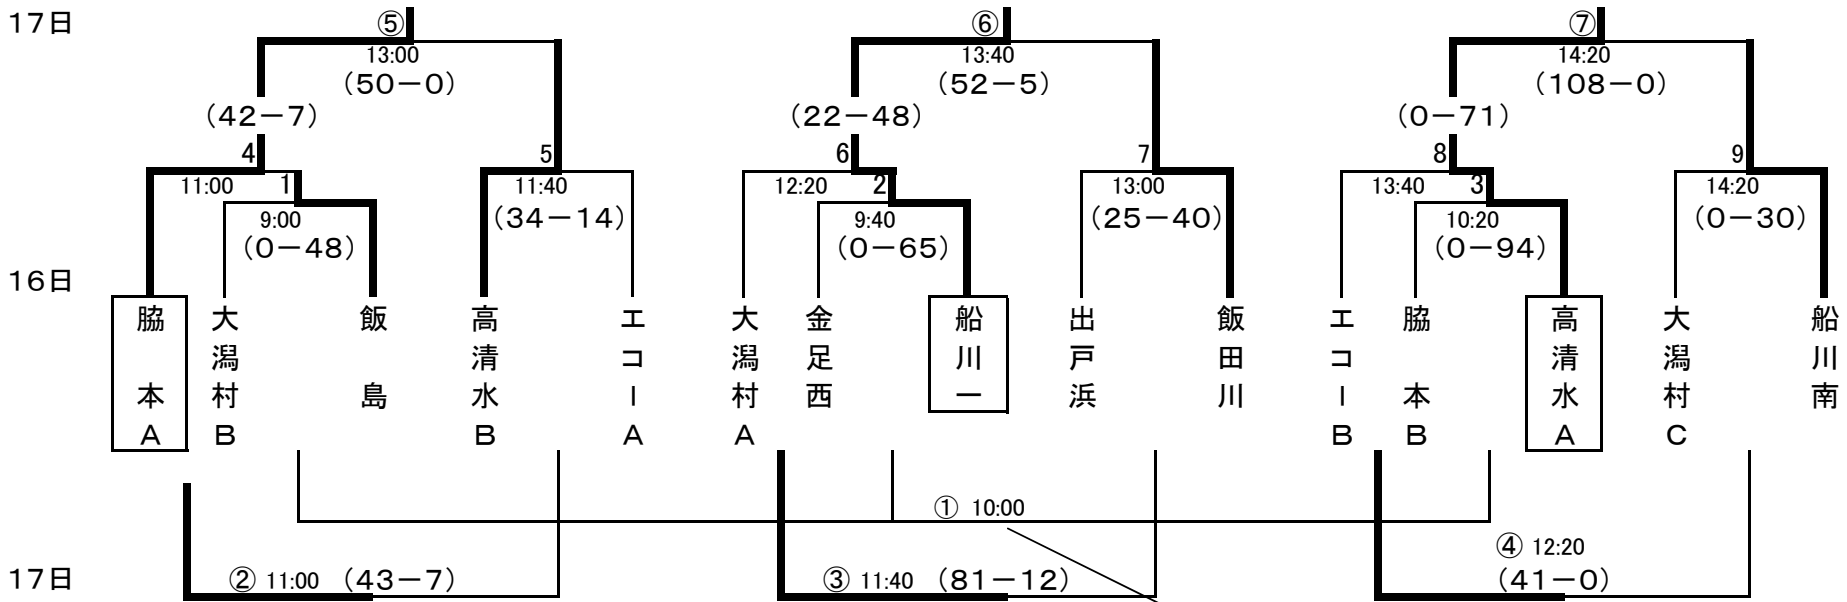 17日
⑤
⑥
⑦
13:00
13:40
14:20
(50－0)
(52－5)
(108－0)
(42－7)
(22－48)
(0－71)
4
5
6
7
8
9
11:00
1
11:40
12:20
2
13:00
13:40
3
14:20
9:00
(34－14)
9:40
(25－40)
10:20
(0－30)
(0－48)
(0－65)
(0－94)
16日
脇本A
大潟村B
飯島
高清水B
エコーA
大潟村A
金足西
船川一
出戸浜
飯田川
エコーB
脇本B
高清水A
大潟村C
船川南
① 10:00
④ 12:20
17日
② 11:00 (43－7)
③ 11:40 (81－12)
(41－0)